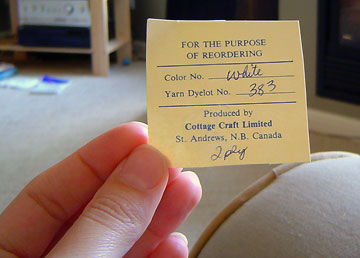 FOR THE PURPOSE
OF REORDERING
Color No. White
Yarn Dyelot No. 383
Produced by
Cottage Craft Limited
St. Andrews, N.B. Canada
2 ply